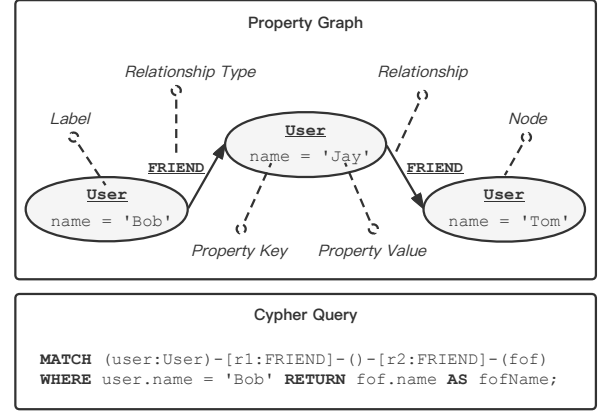 Property Graph
Relationship Type
Relationship
Label
Node
User
name = 'Jay'
FRIEND
FRIEND
User
name = 'Bob'
User
name = 'Tom'
Property Key
Property Value
Cypher Query
MATCH (user:User)-[r1:FRIEND]-()-[r2:FRIEND]-(fof)
WHERE user.name = 'Bob' RETURN fof.name AS fofName;